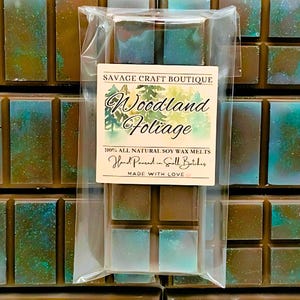 SAVAGE CRAFT BOUTIQUE
Woodland
Foliage
100% ALL NATURAL SOY WAX MELTS
Hand Poured in Small Batches
MADE WITH LOVE